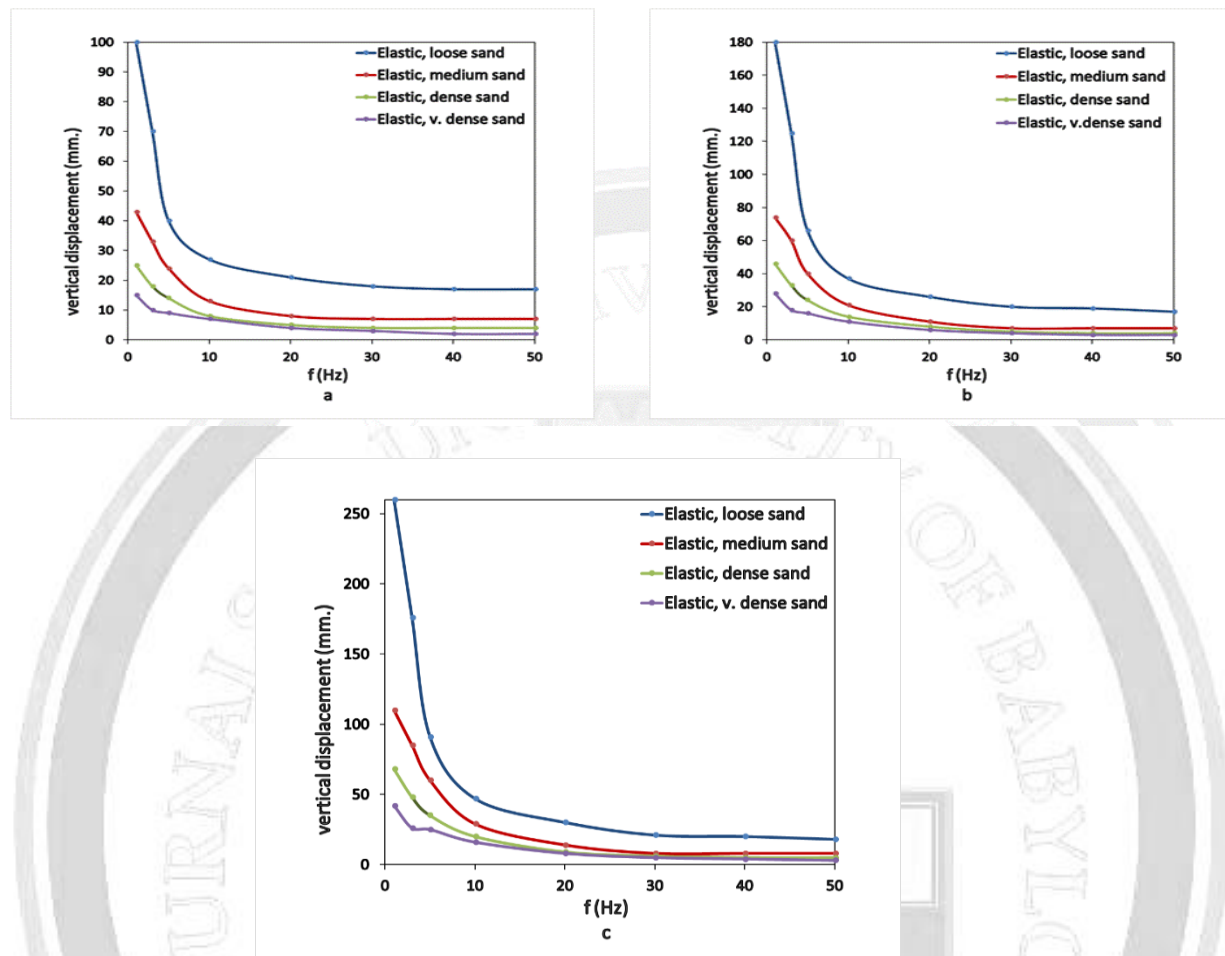 100
90
80
70
60
50
40
30
20
10
0
vertical displacement (mm.)
Elastic, loose sand
Elastic, medium sand
Elastic, dense sand
Elastic, v. dense sand
0 10 20 30 40 50
f (Hz)
a
180
160
140
120
100
80
60
40
20
0
vertical displacement (mm.)
Elastic, loose sand
Elastic, medium sand
Elastic, dense sand
Elastic, v.dense sand
0 10 20 30 40 50
f (Hz)
b
250
200
150
100
50
0
vertical displacement (mm.)
Elastic, loose sand
Elastic, medium sand
Elastic, dense sand
Elastic, v. dense sand
0 10 20 30 40 50
f (Hz)
c
OF BABYLO